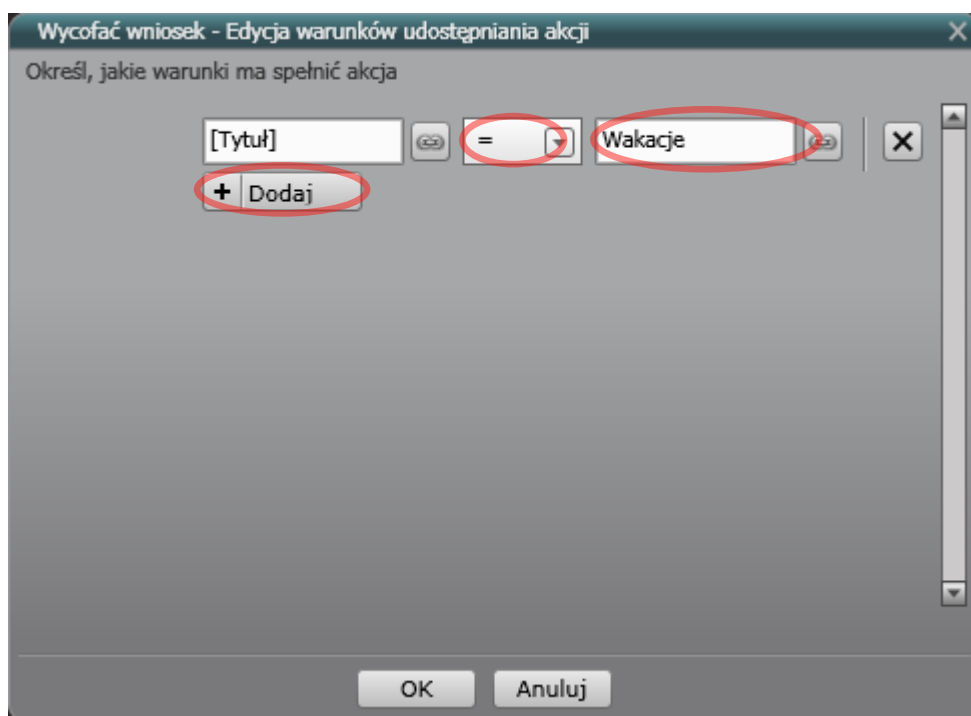 Wycofać wniosek - Edycja warunków udostępniania akcji
Określ, jakie warunki ma spełnić akcja
[Tytuł] = Wakacje
+ Dodaj
OK Anuluj